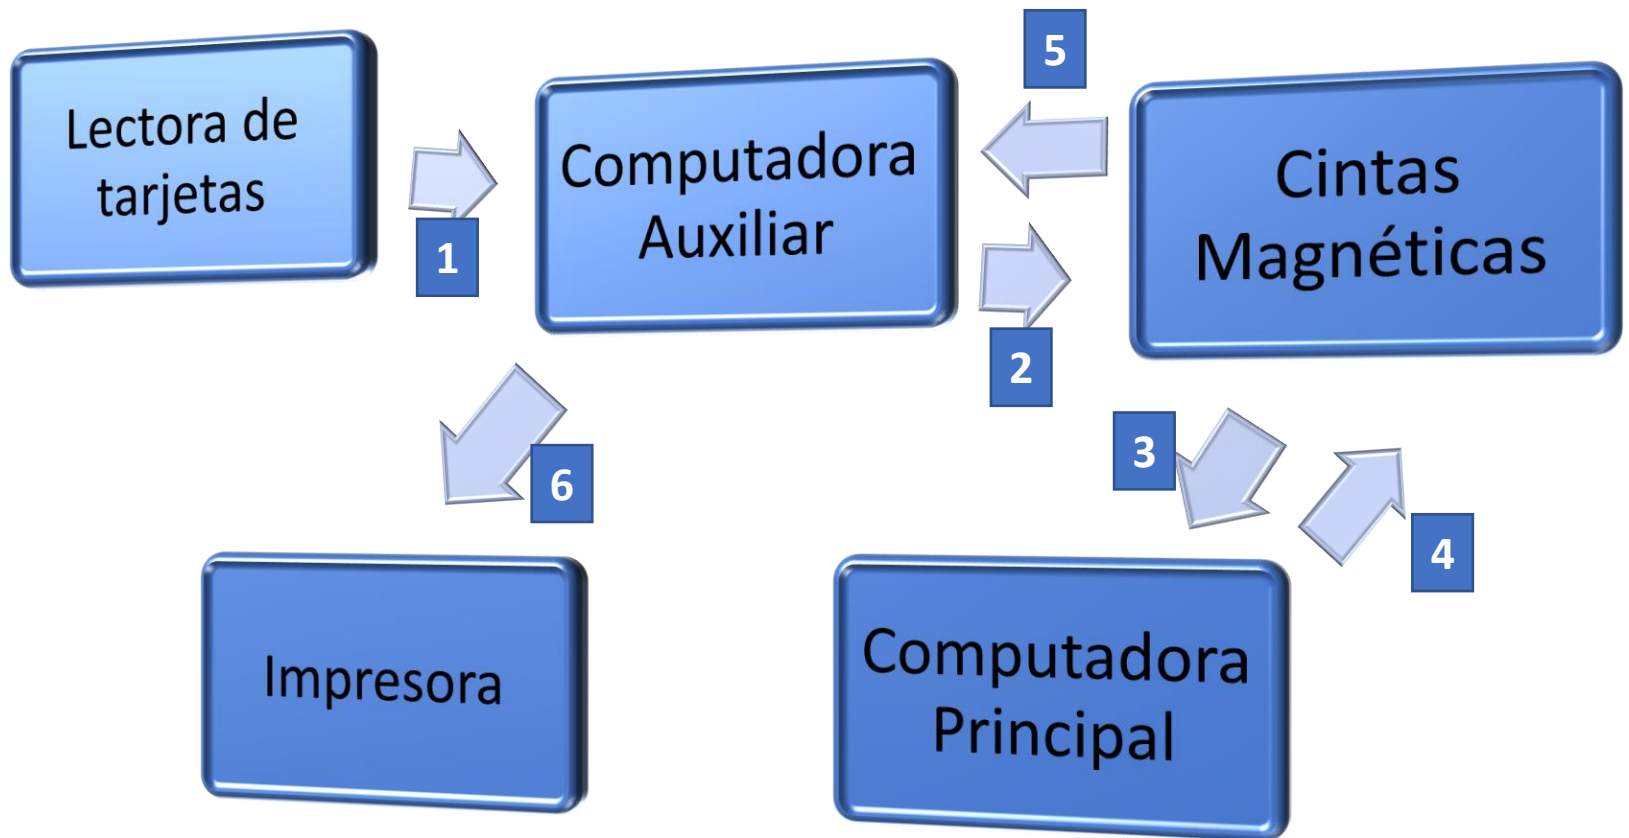 Lectora de
tarjetas
1
Computadora
Auxiliar
5
2
Cintas
Magnéticas
3
4
6
Impresora
Computadora
Principal